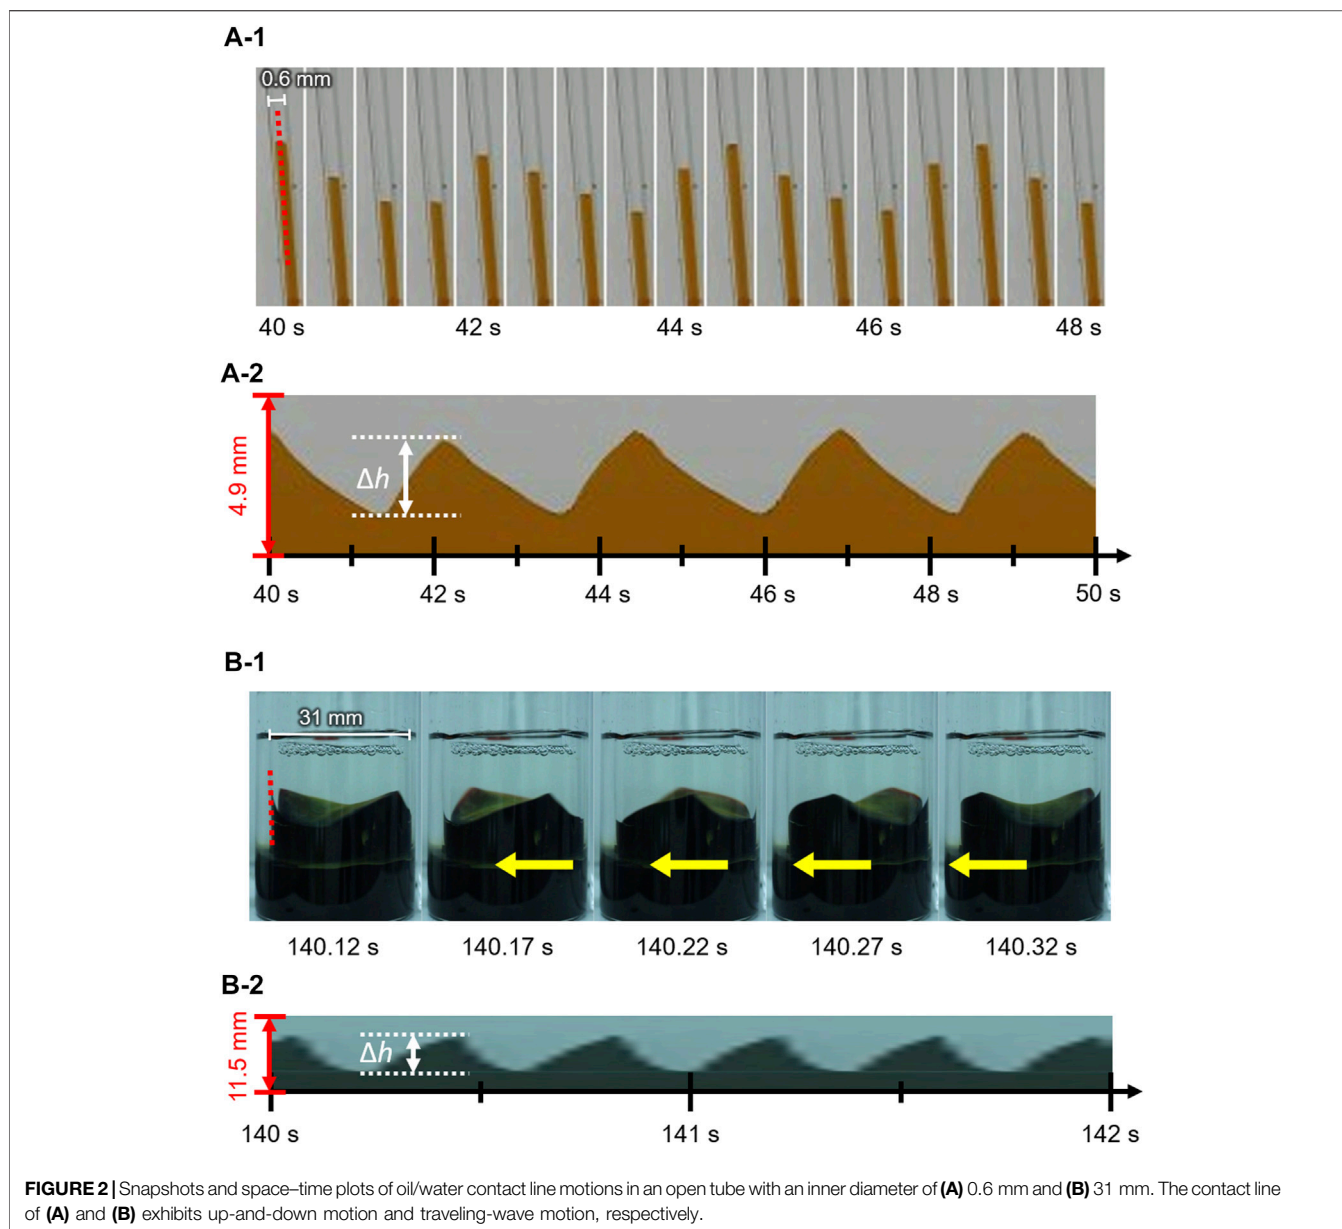 A-1
0.6 mm
40 s 42 s 44 s 46 s 48 s
A-2
4.9 mm
Δh
40 s 42 s 44 s 46 s 48 s 50 s
B-1
31 mm
140.12 s 140.17 s 140.22 s 140.27 s 140.32 s
B-2
11.5 mm
Δh
140 s 141 s 142 s
FIGURE 2 | Snapshots and space–time plots of oil/water contact line motions in an open tube with an inner diameter of (A) 0.6 mm and (B) 31 mm. The contact line
of (A) and (B) exhibits up-and-down motion and traveling-wave motion, respectively.